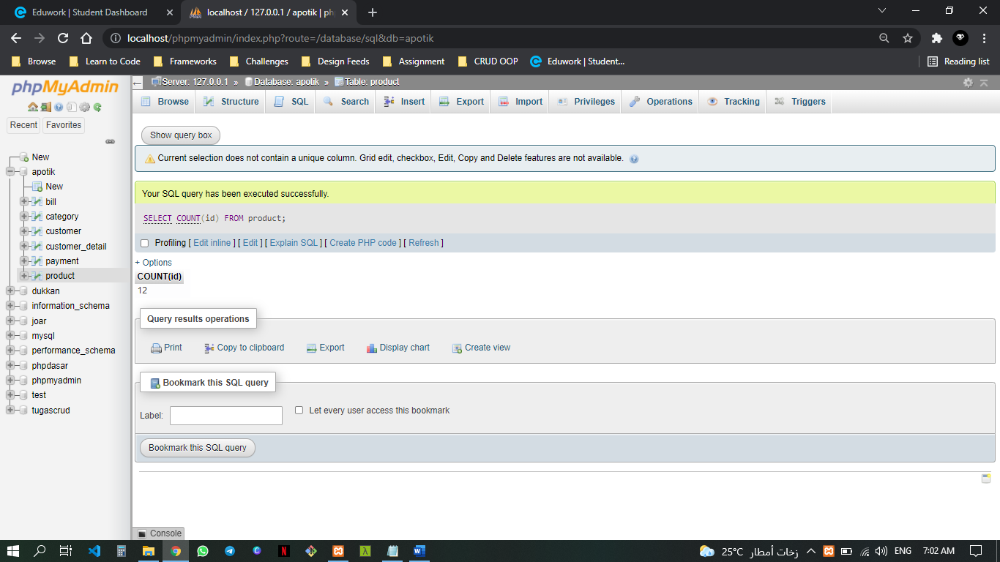 Eduwork | Student Dashboard
localhost / 127.0.0.1 / apotik | ph
localhost/phpmyadmin/index.php?route=/database/sql&db=apotik
Browse Learn to Code Frameworks Challenges Design Feeds Assignment CRUD OOP Eduwork | Student... Reading list
phpMyAdmin
Recent Favorites
New
apotik
New
bill
category
customer
customer_detail
payment
product
dukkan
information_schema
joar
mysql
performance_schema
phpdasar
phpmyadmin
test
tugascrud
Server: 127.0.0.1 » Database: apotik » Table: product
Browse Structure SQL Search Insert Export Import Privileges Operations Tracking Triggers
Show query box
Current selection does not contain a unique column. Grid edit, checkbox, Edit, Copy and Delete features are not available.
Your SQL query has been executed successfully.
SELECT COUNT(id) FROM product;
Profiling [ Edit inline ] [ Edit ] [ Explain SQL ] [ Create PHP code ] [ Refresh ]
+ Options
COUNT(id)
12
Query results operations
Print Copy to clipboard Export Display chart Create view
Bookmark this SQL query
Label: Let every user access this bookmark
Bookmark this SQL query
Console
25°C زخات أمطار ENG 7:02 AM